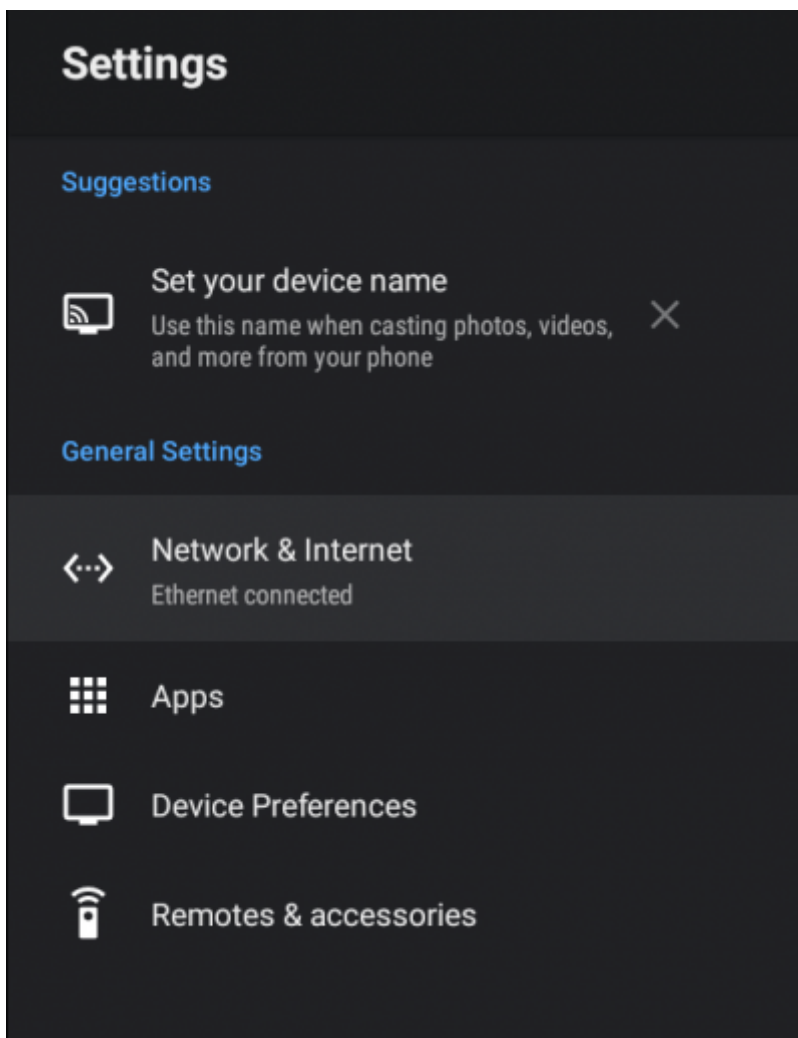 Settings
Suggestions
Set your device name
Use this name when casting photos, videos,
and more from your phone
General Settings
Network & Internet
Ethernet connected
Apps
Device Preferences
Remotes & accessories